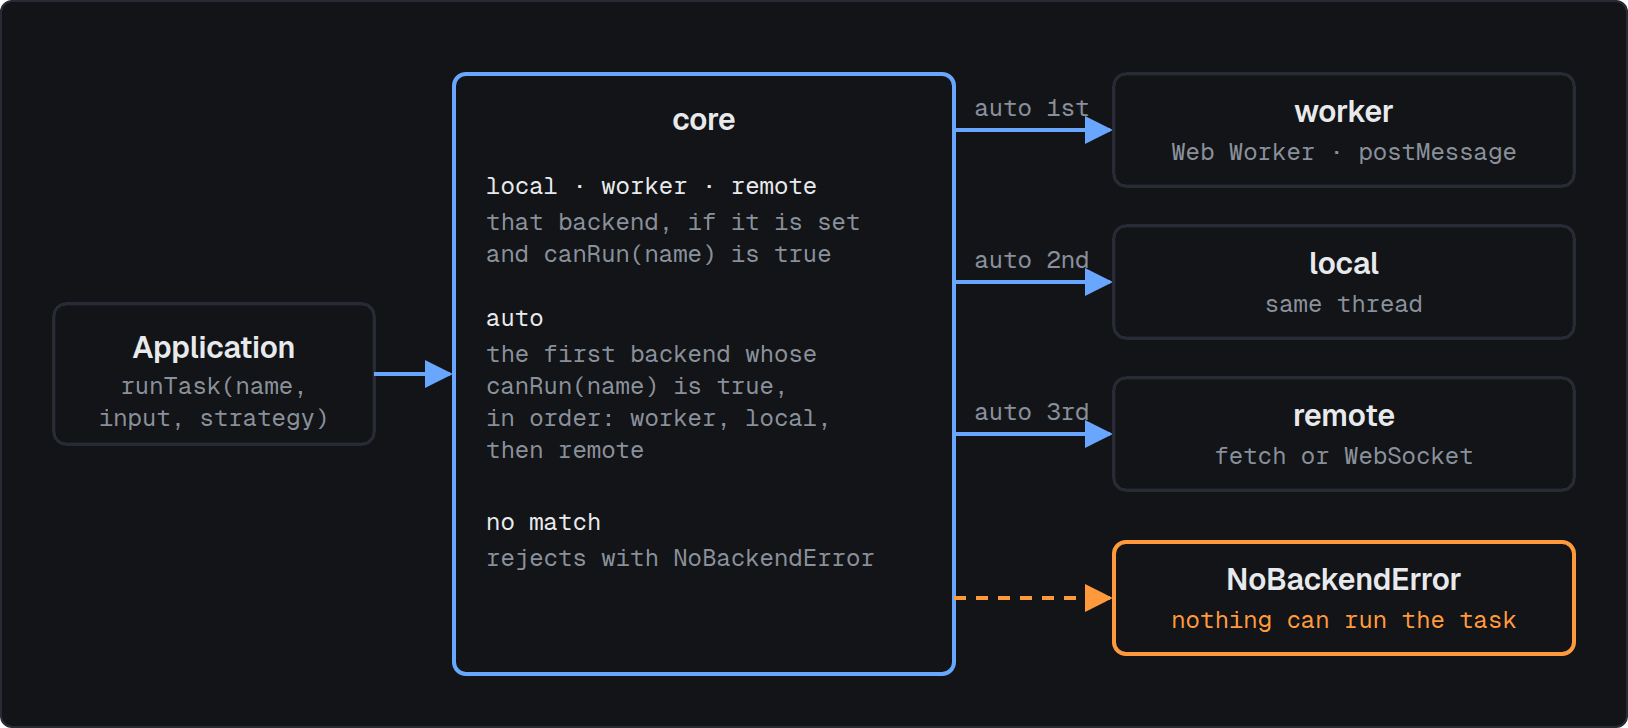 Application
runTask(name,
input, strategy)
core
local · worker · remote
that backend, if it is set
and canRun(name) is true
auto
the first backend whose
canRun(name) is true,
in order: worker, local,
then remote
no match
rejects with NoBackendError
auto 1st
worker
Web Worker · postMessage
auto 2nd
local
same thread
auto 3rd
remote
fetch or WebSocket
NoBackendError
nothing can run the task